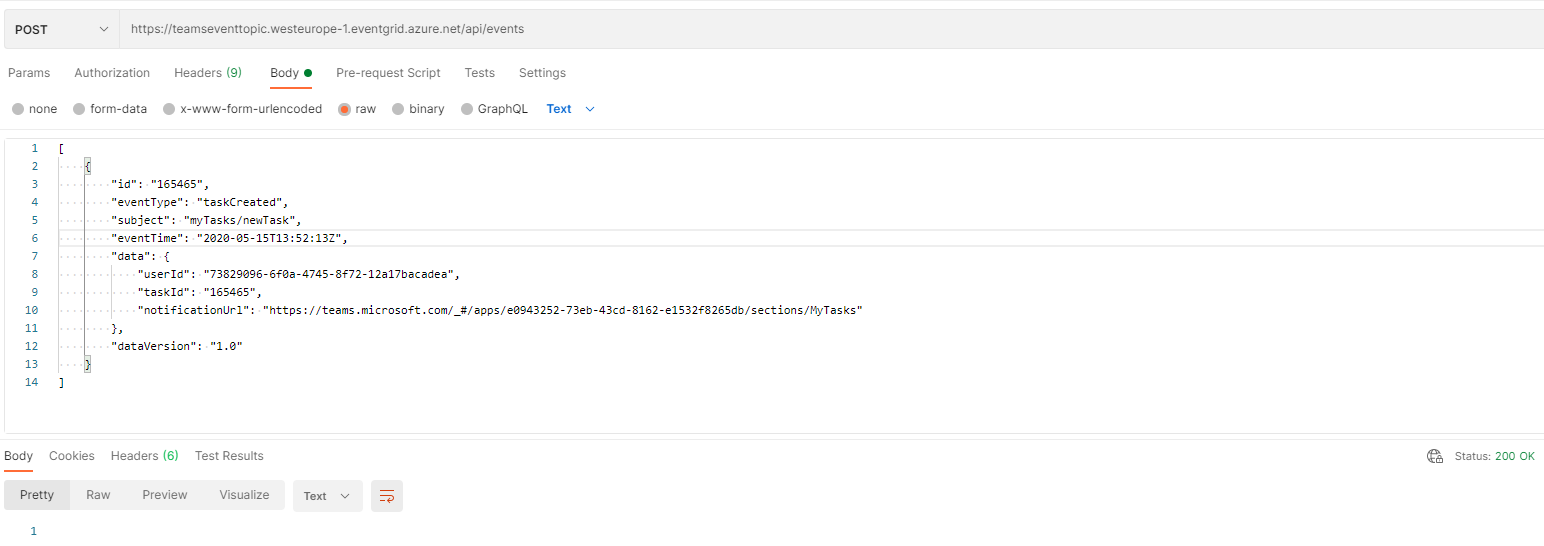 POST https://teamseventtopic.westeurope-1.eventgrid.azure.net/api/events
Params Authorization Headers (9) Body Pre-request Script Tests Settings
none form-data x-www-form-urlencoded raw binary GraphQL Text
1 [
2 {
3 "id": "165465",
4 "eventType": "taskCreated",
5 "subject": "myTasks/newTask",
6 "eventTime": "2020-05-15T13:52:13Z",
7 "data": {
8 "userId": "73829096-6f0a-4745-8f72-12a17bacadea",
9 "taskId": "165465",
10 "notificationUrl": "https://teams.microsoft.com/_#/apps/e0943252-73eb-43cd-8162-e1532f8265db/sections/MyTasks"
11 },
12 "dataVersion": "1.0"
13 }
14 ]
Body Cookies Headers (6) Test Results Status: 200 OK
Pretty Raw Preview Visualize Text
1